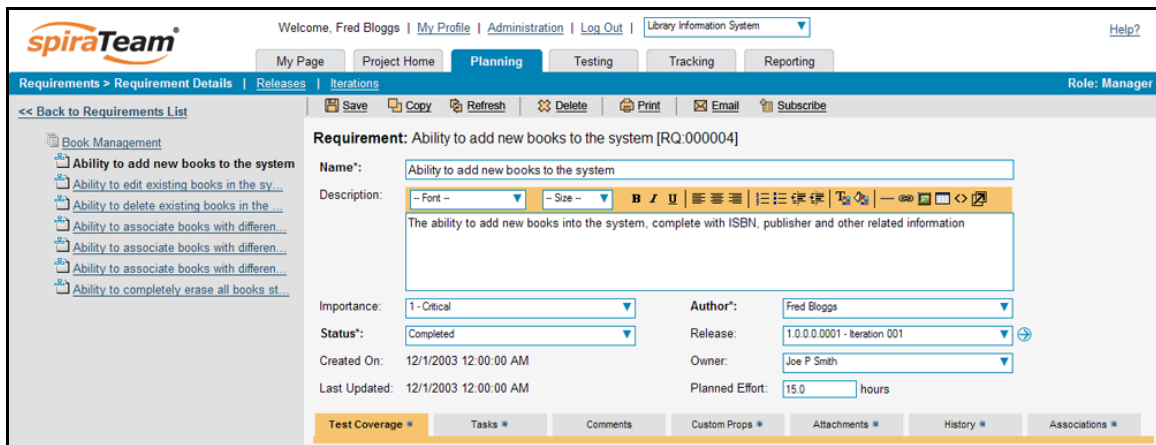 spiraTeam®
Welcome, Fred Bloggs | My Profile | Administration | Log Out | Library Information System
Help?
My Page Project Home Planning Testing Tracking Reporting
Requirements > Requirement Details | Releases | Iterations Role: Manager
<< Back to Requirements List
Save Copy Refresh Delete Print Email Subscribe
Book Management
Ability to add new books to the system
Ability to edit existing books in the sy...
Ability to delete existing books in the ...
Ability to associate books with differen...
Ability to associate books with differen...
Ability to associate books with differen...
Ability to completely erase all books st...
Requirement: Ability to add new books to the system [RQ:000004]
Name*: Ability to add new books to the system
Description: -- Font -- -- Size -- B I U
The ability to add new books into the system, complete with ISBN, publisher and other related information
Importance: 1 - Critical Author*: Fred Bloggs
Status*: Completed Release: 1.0.0.0.0001 - Iteration 001
Created On: 12/1/2003 12:00:00 AM Owner: Joe P Smith
Last Updated: 12/1/2003 12:00:00 AM Planned Effort: 15.0 hours
Test Coverage Tasks Comments Custom Props Attachments History Associations